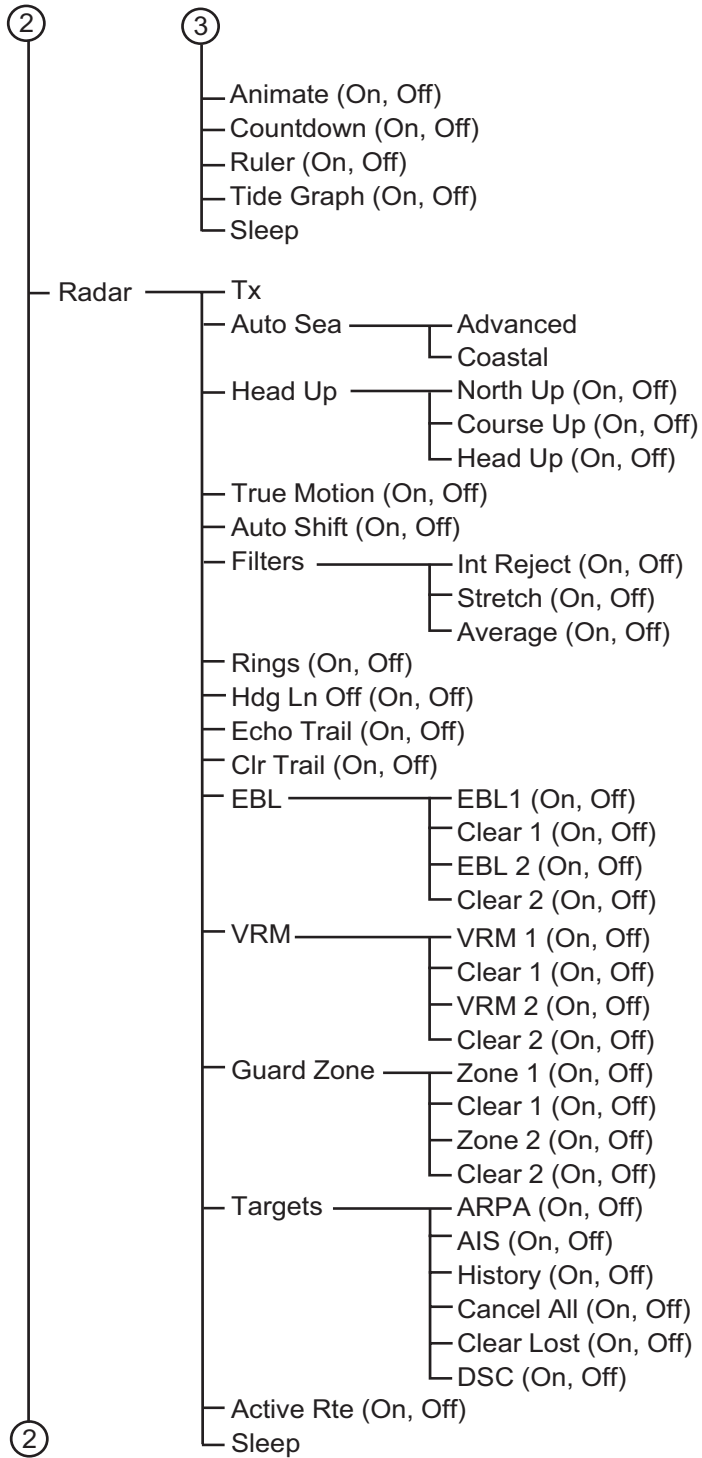 2 3
Animate (On, Off)
Countdown (On, Off)
Ruler (On, Off)
Tide Graph (On, Off)
Sleep
Radar Tx
Auto Sea Advanced
Coastal
Head Up North Up (On, Off)
Course Up (On, Off)
Head Up (On, Off)
True Motion (On, Off)
Auto Shift (On, Off)
Filters Int Reject (On, Off)
Stretch (On, Off)
Average (On, Off)
Rings (On, Off)
Hdg Ln Off (On, Off)
Echo Trail (On, Off)
Clr Trail (On, Off)
EBL EBL1 (On, Off)
Clear 1 (On, Off)
EBL 2 (On, Off)
Clear 2 (On, Off)
VRM VRM 1 (On, Off)
Clear 1 (On, Off)
VRM 2 (On, Off)
Clear 2 (On, Off)
Guard Zone Zone 1 (On, Off)
Clear 1 (On, Off)
Zone 2 (On, Off)
Clear 2 (On, Off)
Targets ARPA (On, Off)
AIS (On, Off)
History (On, Off)
Cancel All (On, Off)
Clear Lost (On, Off)
DSC (On, Off)
Active Rte (On, Off)
2 Sleep